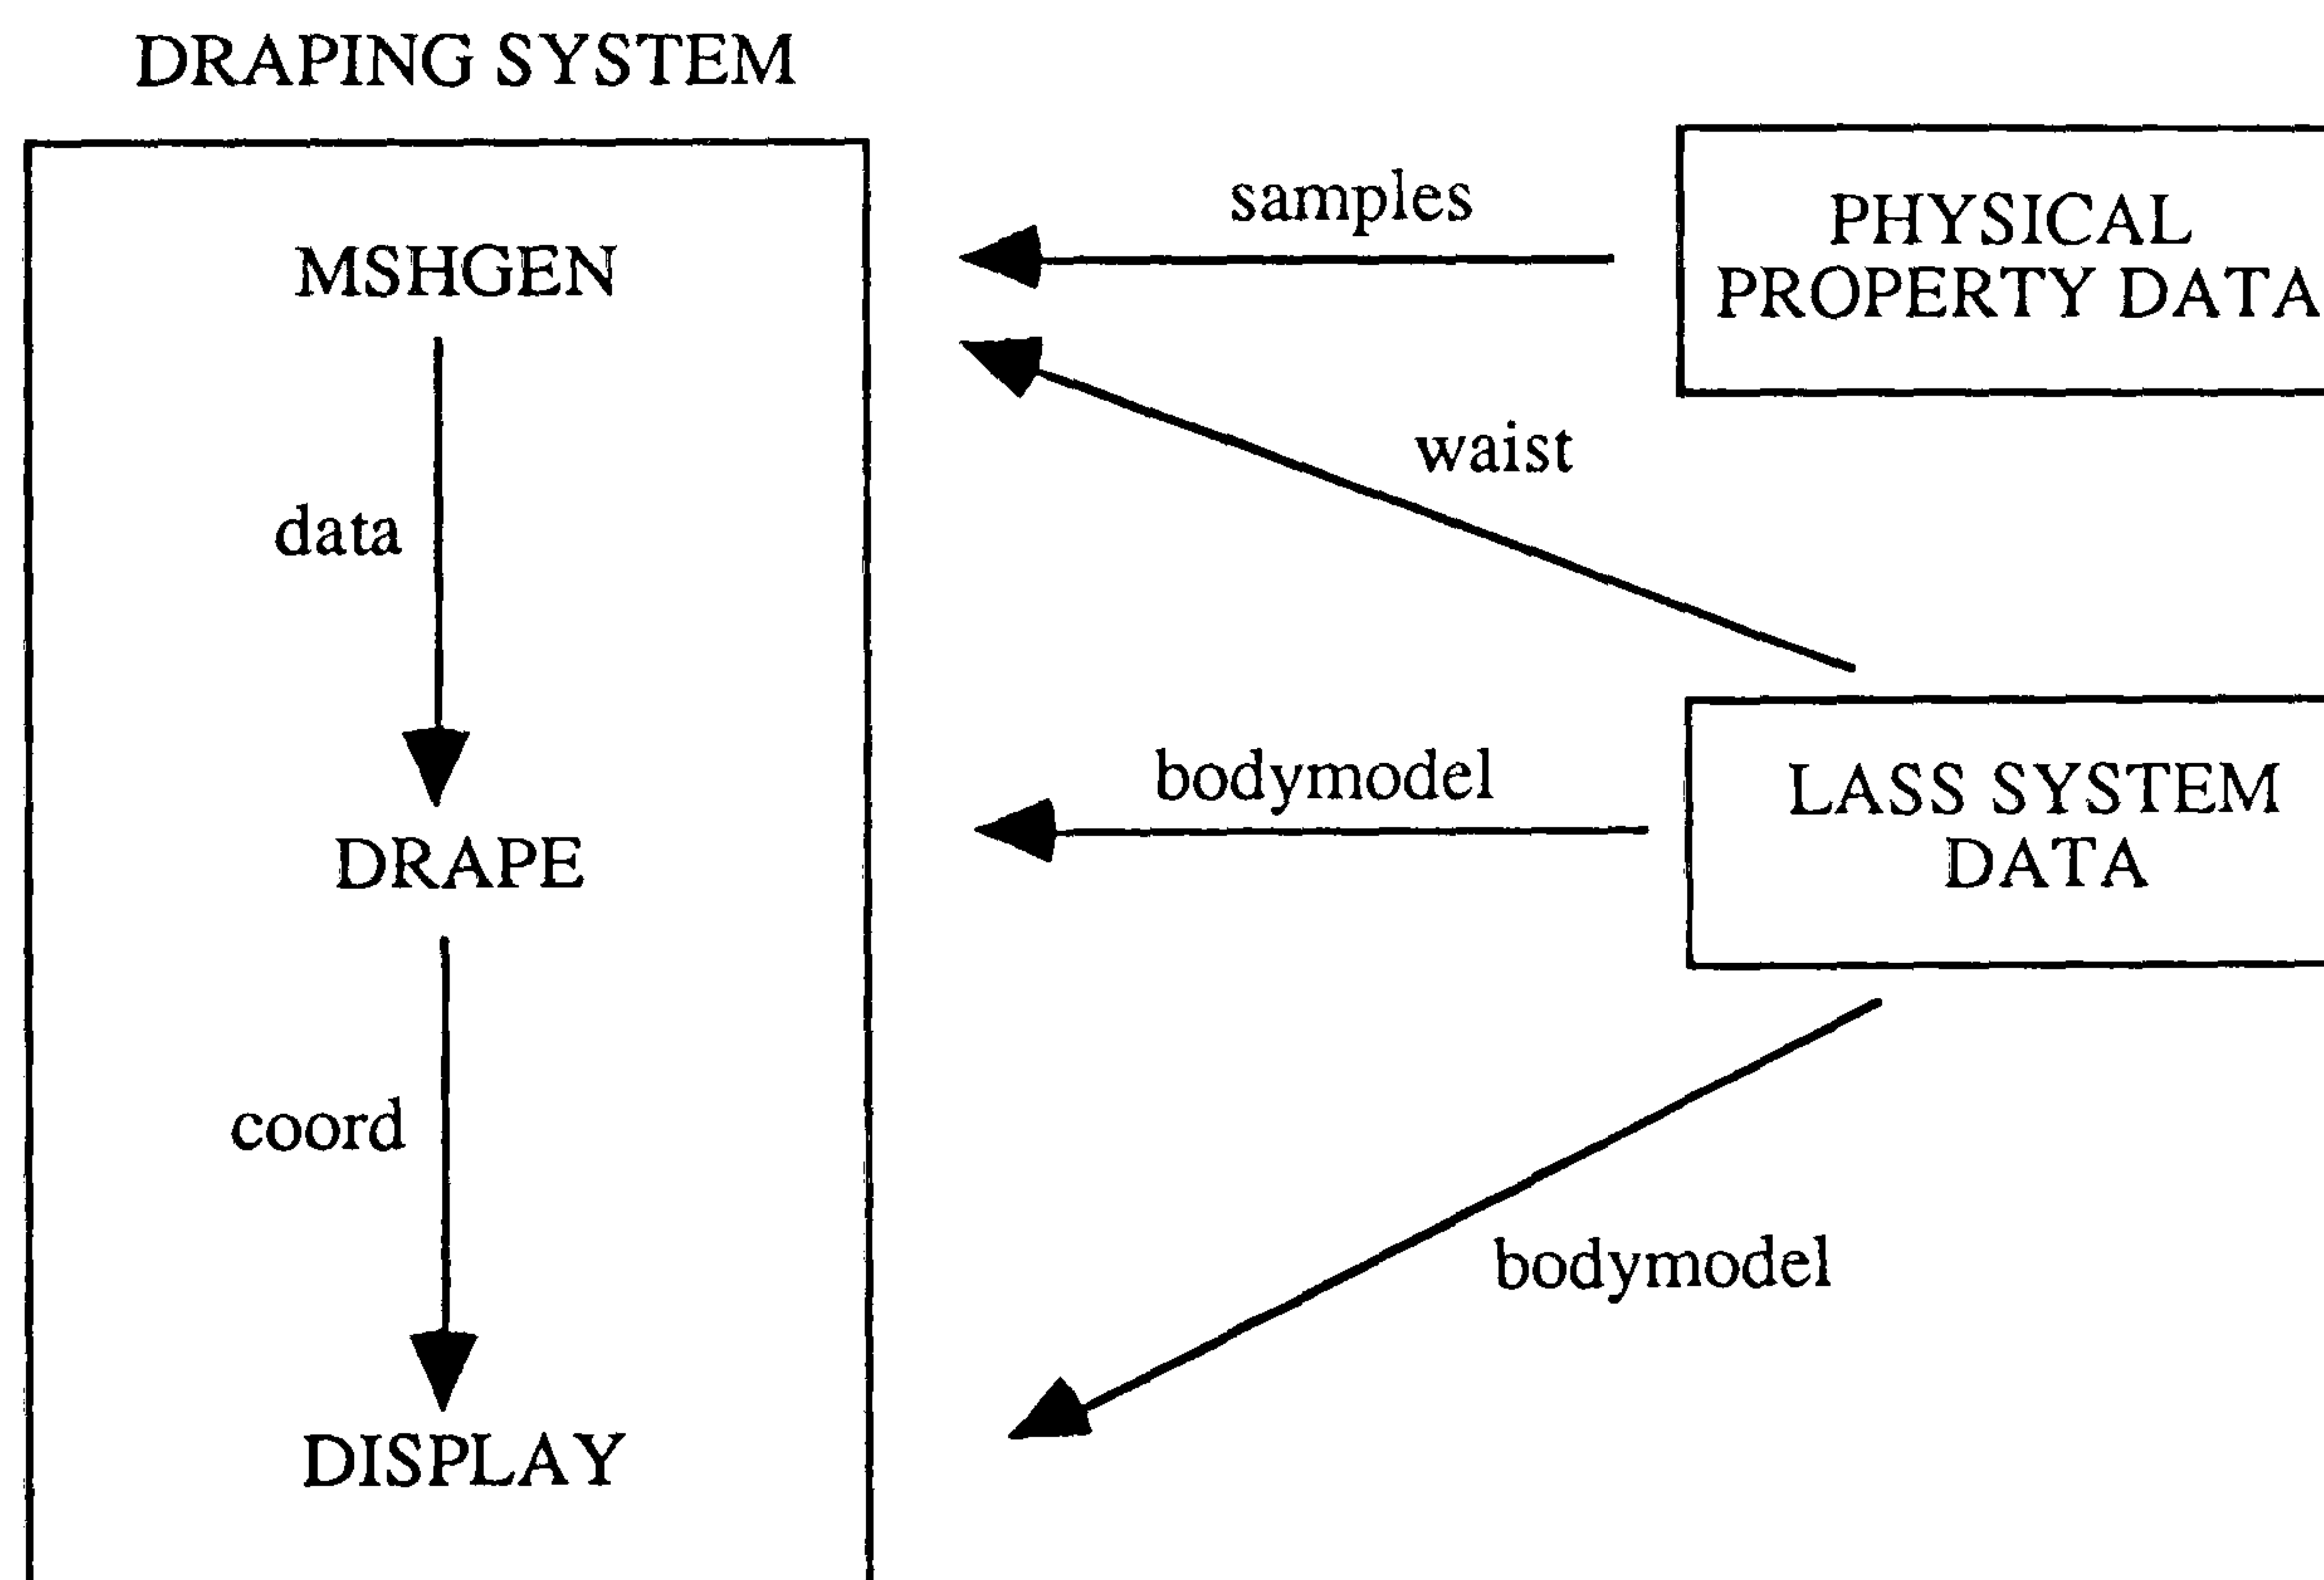 DRAPING SYSTEM
MSHGEN
data
DRAPE
coord
DISPLAY
samples
waist
bodymodel
bodymodel
PHYSICAL
PROPERTY DATA
LASS SYSTEM
DATA